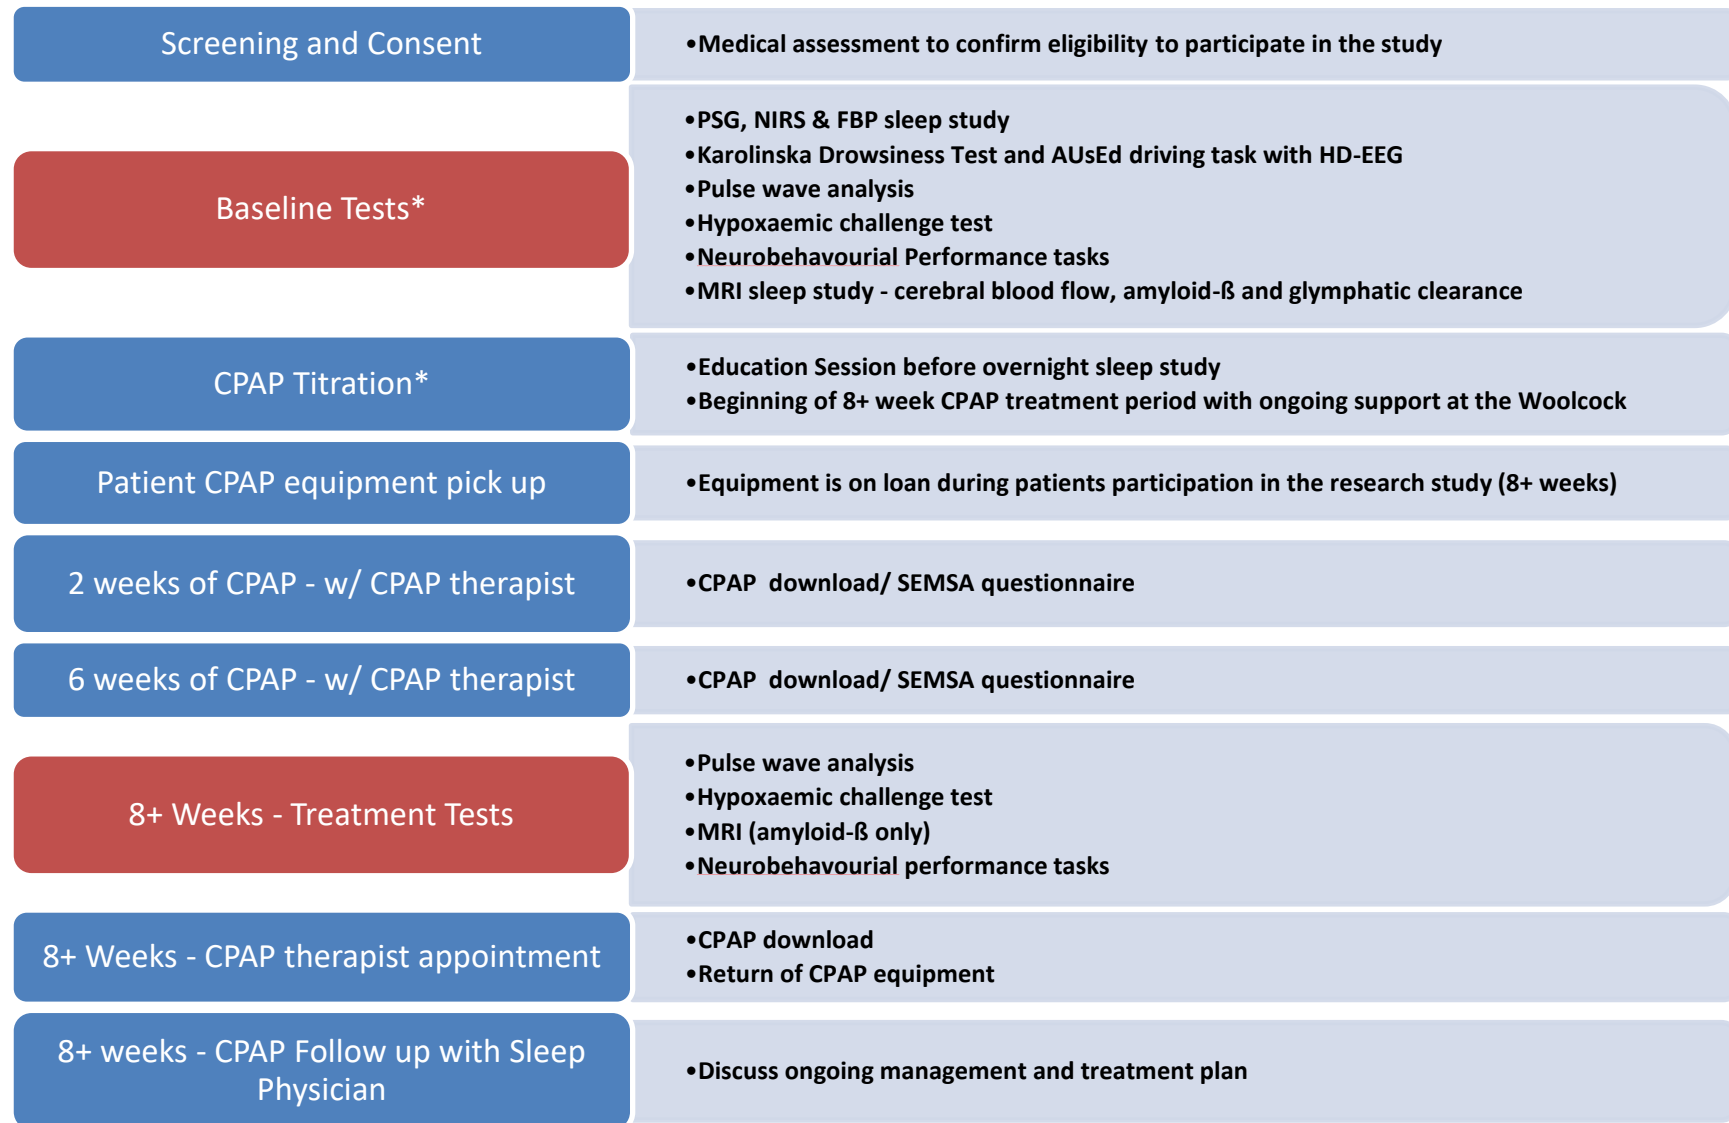 Screening and Consent
•Medical assessment to confirm eligibility to participate in the study
Baseline Tests*
•PSG, NIRS & FBP sleep study
•Karolinska Drowsiness Test and AUsEd driving task with HD-EEG
•Pulse wave analysis
•Hypoxaemic challenge test
•Neurobehavourial Performance tasks
•MRI sleep study - cerebral blood flow, amyloid-ß and glymphatic clearance
CPAP Titration*
•Education Session before overnight sleep study
•Beginning of 8+ week CPAP treatment period with ongoing support at the Woolcock
Patient CPAP equipment pick up
•Equipment is on loan during patients participation in the research study (8+ weeks)
2 weeks of CPAP - w/ CPAP therapist
•CPAP  download/ SEMSA questionnaire
6 weeks of CPAP - w/ CPAP therapist
•CPAP  download/ SEMSA questionnaire
8+ Weeks - Treatment Tests
•Pulse wave analysis
•Hypoxaemic challenge test
•MRI (amyloid-ß only)
•Neurobehavourial performance tasks
8+ Weeks - CPAP therapist appointment
•CPAP download
•Return of CPAP equipment
8+ weeks - CPAP Follow up with Sleep
Physician
•Discuss ongoing management and treatment plan